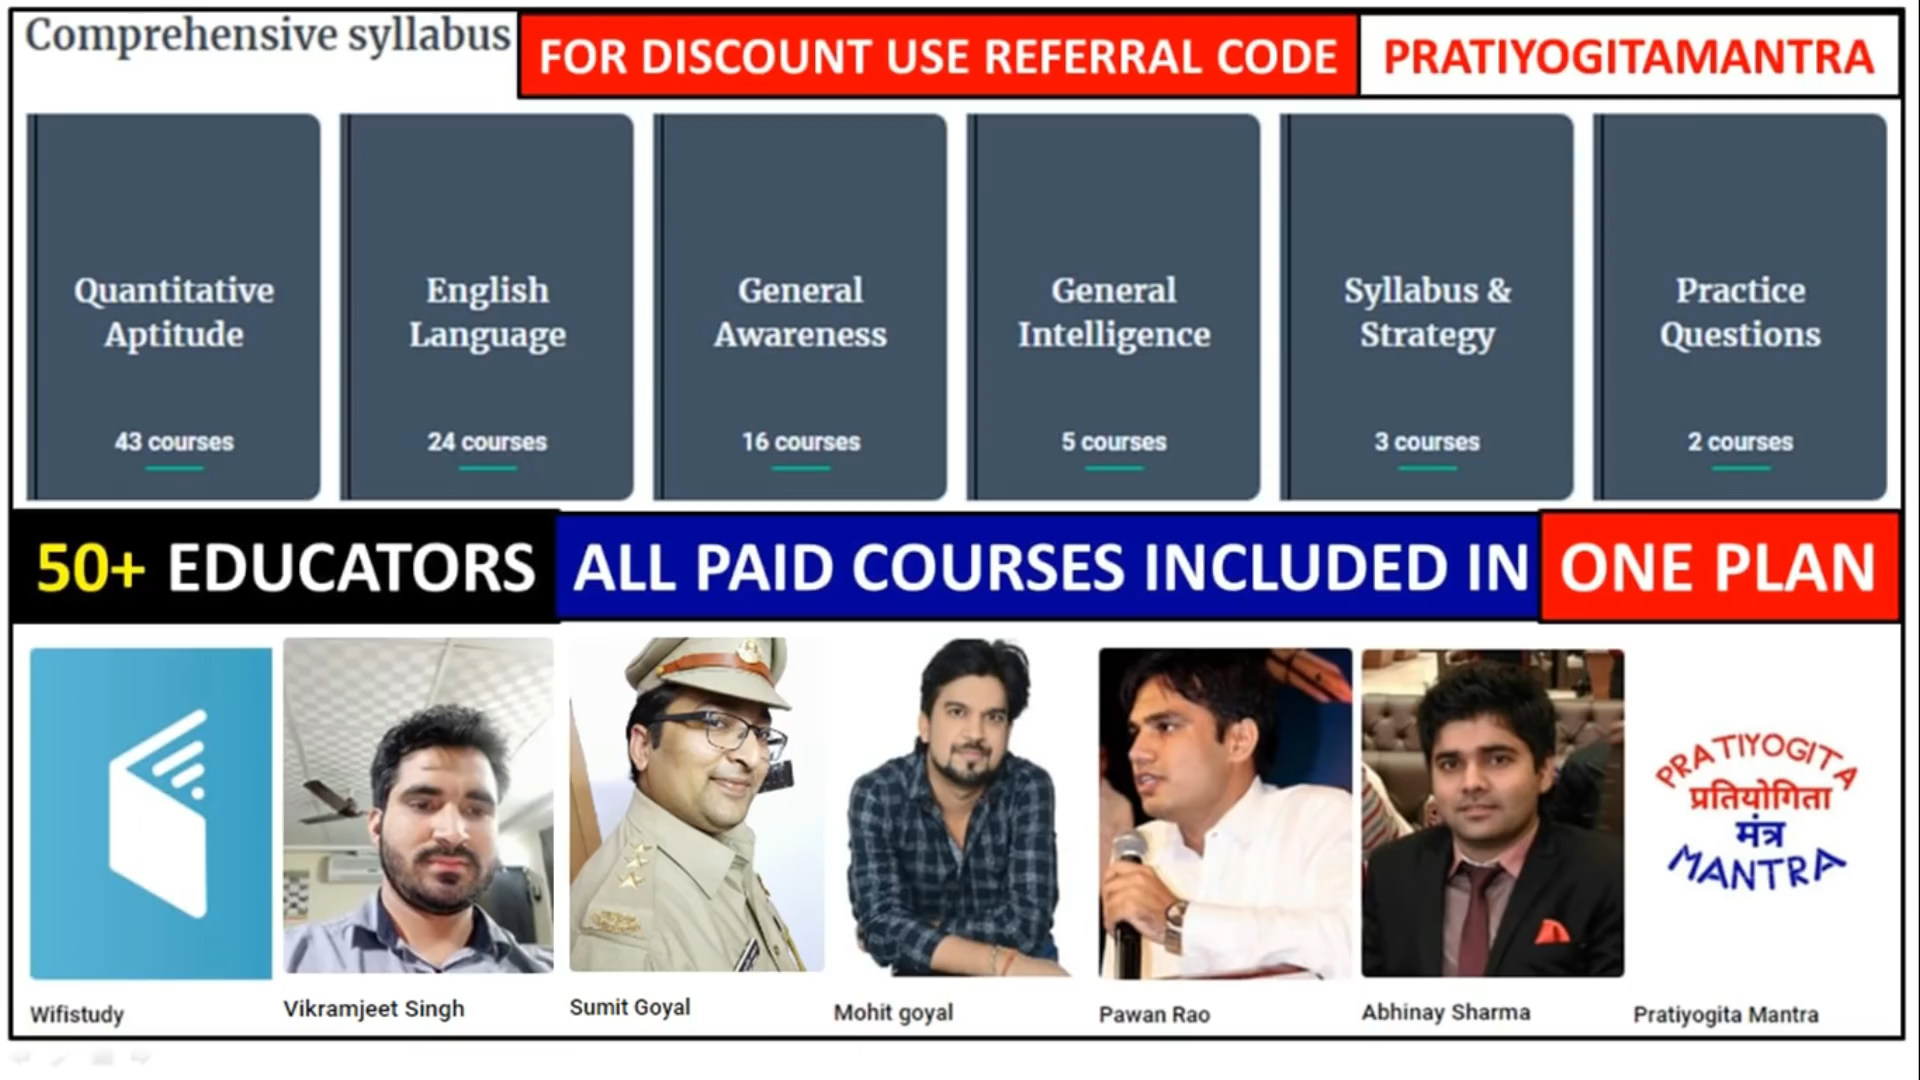 Comprehensive syllabus
FOR DISCOUNT USE REFERRAL CODE
PRATIYOGITAMANTRA
Quantitative
Aptitude
43 courses
English
Language
24 courses
General
Awareness
16 courses
General
Intelligence
5 courses
Syllabus &
Strategy
3 courses
Practice
Questions
2 courses
50+ EDUCATORS
ALL PAID COURSES INCLUDED IN
ONE PLAN
PRATIYOGITA
प्रतियोगिता
मंत्र
MANTRA
Wifistudy
Vikramjeet Singh
Sumit Goyal
Mohit goyal
Pawan Rao
Abhinay Sharma
Pratiyogita Mantra